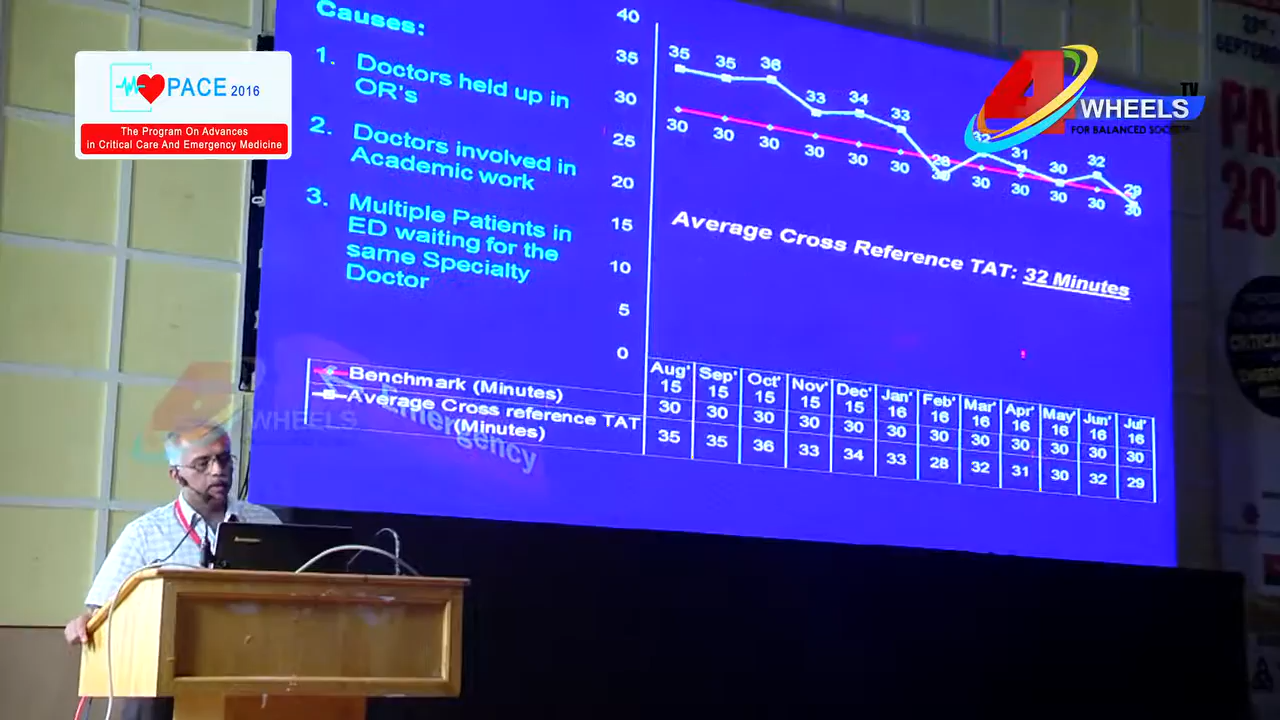 PACE 2016
The Program On Advances
in Critical Care And Emergency Medicine
4
WHEELS TV
FOR BALANCED SOCIETY
Causes:
1. Doctors held up in
OR's
2. Doctors involved in
Academic work
3. Multiple Patients in
ED waiting for the
same Specialty
Doctor
40
35
30
25
20
15
10
5
0
35 35 36 33 34 33 28 32 31 30 32 29
30 30 30 30 30 30 30 30 30 30 30 30
Average Cross Reference TAT: 32 Minutes
Aug' 15 Sep' 15 Oct' 15 Nov' 15 Dec' 15 Jan' 16 Feb' 16 Mar' 16 Apr' 16 May' 16 Jun' 16 Jul' 16
Benchmark (Minutes) 30 30 30 30 30 30 30 30 30 30 30 30
Average Cross reference TAT
(Minutes) 35 35 36 33 34 33 28 32 31 30 32 29
Emergency
4
WHEELS
SEPTEM
PA
20